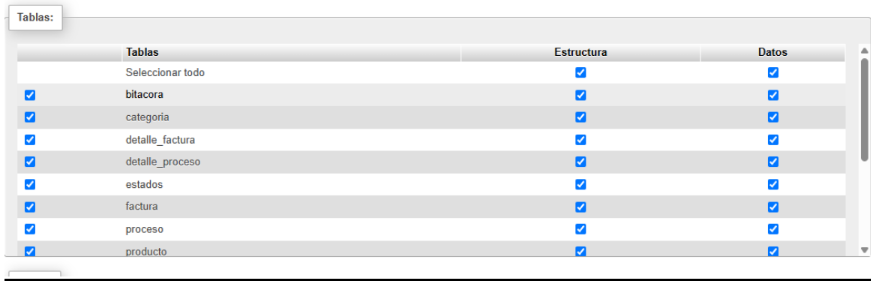 Tablas:
Tablas Estructura Datos
Seleccionar todo
bitacora
categoria
detalle_factura
detalle_proceso
estados
factura
proceso
producto